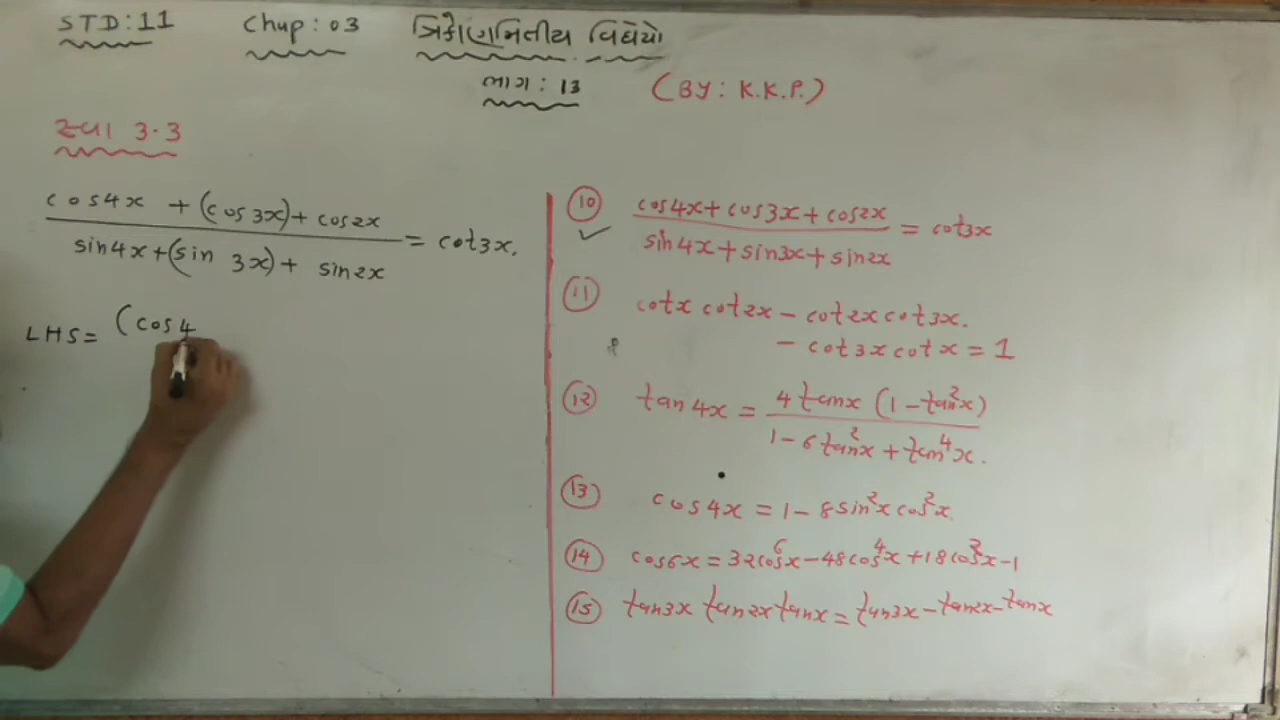 STD:11 Chap:03 ત્રિકોણમિતીય વિધેયો
ભાગ: 13 (BY: K.K.P.)
સ્વા 3.3
cos4x + (cos 3x) + cos2x
sin4x+(sin 3x)+ sin2x = cot3x.
LHS= (cos4
⑩ cos4x+cos3x+cos2x
sin4x+sin3x+sin2x = cot3x
⑪ cotx cot2x - cot2x cot3x.
- cot3x cotx = 1
⑫ tan4x = 4tanx (1-tan²x)
1-6tan²x+tan⁴x.
⑬ cos4x = 1-8sin²x cos²x.
⑭ cos6x = 32cos⁶x-48cos⁴x+18cos²x-1
⑮ tan3x tan2x tanx = tan3x-tan2x-tanx